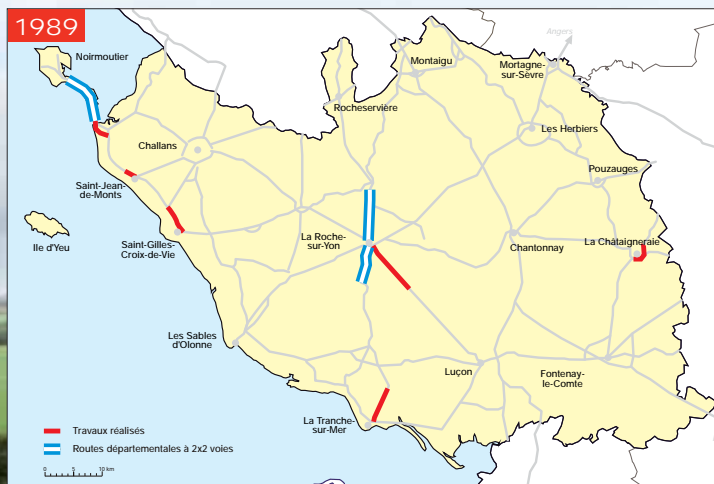 1989
Angers
Noirmoutier
Montaigu
Mortagne-
sur-Sèvre
Rocheservière
Les Herbiers
Challans
Pouzauges
Saint-Jean-
de-Monts
La Roche-
sur-Yon
La Châtaigneraie
Ile d'Yeu
Saint-Gilles-
Croix-de-Vie
Chantonnay
Les Sables
d'Olonne
Luçon
Fontenay-
le-Comte
La Tranche-
sur-Mer
Travaux réalisés
Routes départementales à 2x2 voies
0 5 10 km